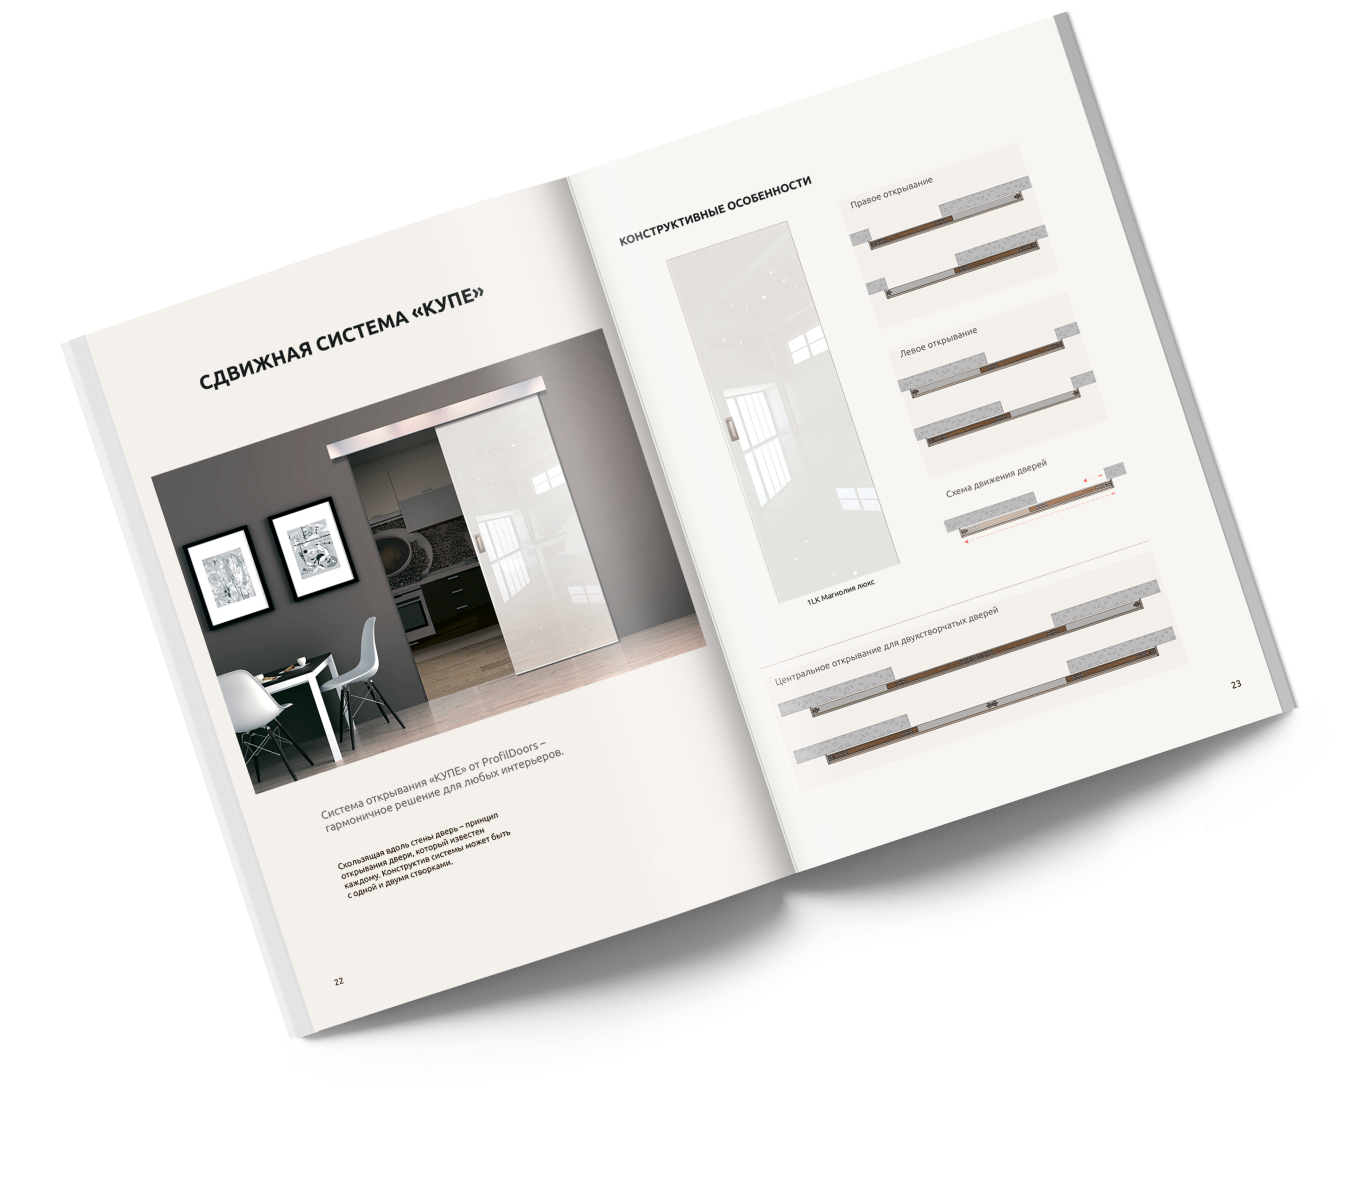 СДВИЖНАЯ СИСТЕМА «КУПЕ»
Система открывания «КУПЕ» от ProfilDoors –
гармоничное решение для любых интерьеров.
Скользящая вдоль стены дверь – принцип
открывания двери, который известен
каждому. Конструктив системы может быть
с одной и двумя створками.
22
КОНСТРУКТИВНЫЕ ОСОБЕННОСТИ
1LK Магнолия люкс
Правое открывание
Левое открывание
Схема движения дверей
Центральное открывание для двухстворчатых дверей
23